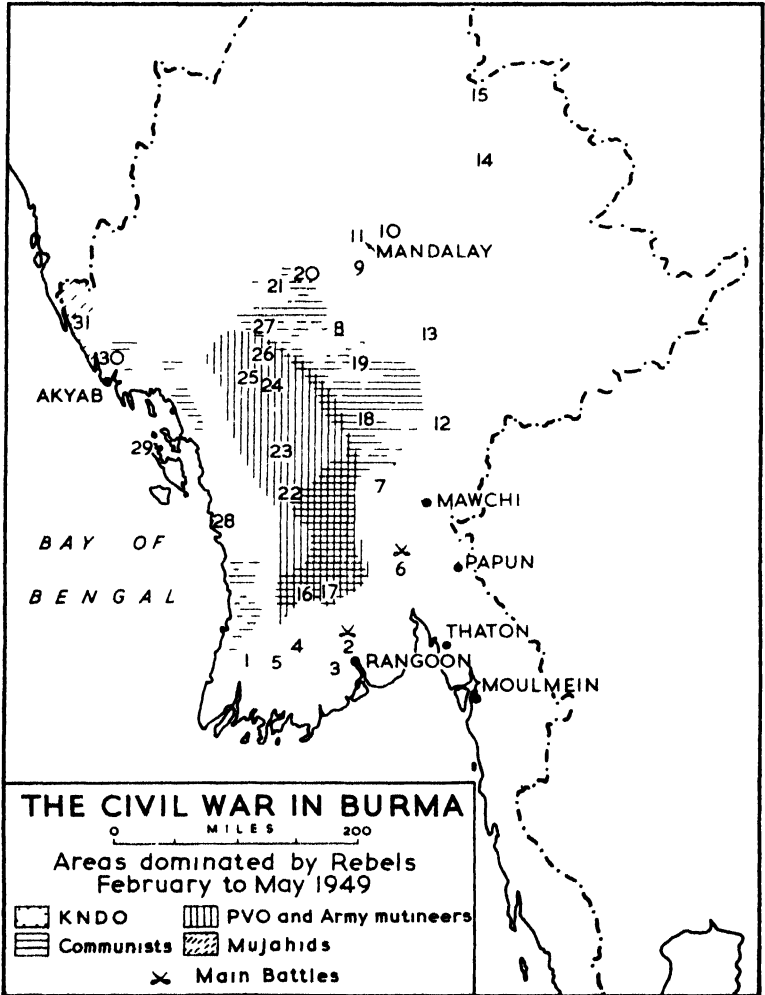 15
14
11 10
MANDALAY
9
20
21
31
27
8
13
30
26
19
25
24
AKYAB
18
12
29
23
22
7
MAWCHI
28
BAY OF
BENGAL
6
PAPUN
16 17
THATON
2
4
1
5
3
RANGOON
MOULMEIN
THE CIVIL WAR IN BURMA
0 MILES 200
Areas dominated by Rebels
February to May 1949
KNDO
PVO and Army mutineers
Communists
Mujahids
Main Battles